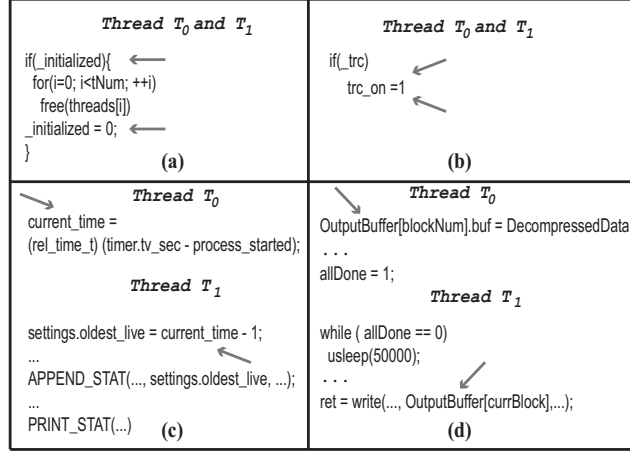 Thread T0 and T1
if(_initialized){
for(i=0; i<tNum; ++i)
free(threads[i])
_initialized = 0;
}
(a)
Thread T0 and T1
if(_trc)
trc_on =1
(b)
Thread T0
current_time =
(rel_time_t) (timer.tv_sec - process_started);
Thread T1
settings.oldest_live = current_time - 1;
...
APPEND_STAT(..., settings.oldest_live, ...);
...
PRINT_STAT(...)
(c)
Thread T0
OutputBuffer[blockNum].buf = DecompressedData
. . .
allDone = 1;
Thread T1
while ( allDone == 0)
usleep(50000);
. . .
ret = write(..., OutputBuffer[currBlock],...);
(d)